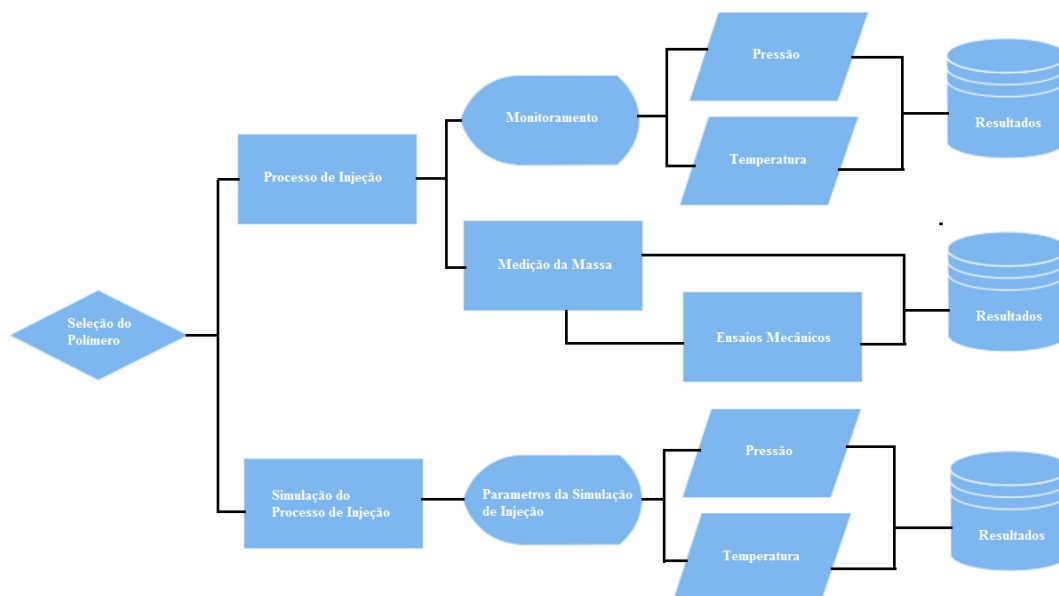 Pressão
Monitoramento
Resultados
Temperatura
Processo de Injeção
Medição da Massa
Resultados
Ensaios Mecânicos
Seleção do
Polímero
Pressão
Simulação do
Processo de Injeção
Parametros da Simulação
de Injeção
Resultados
Temperatura